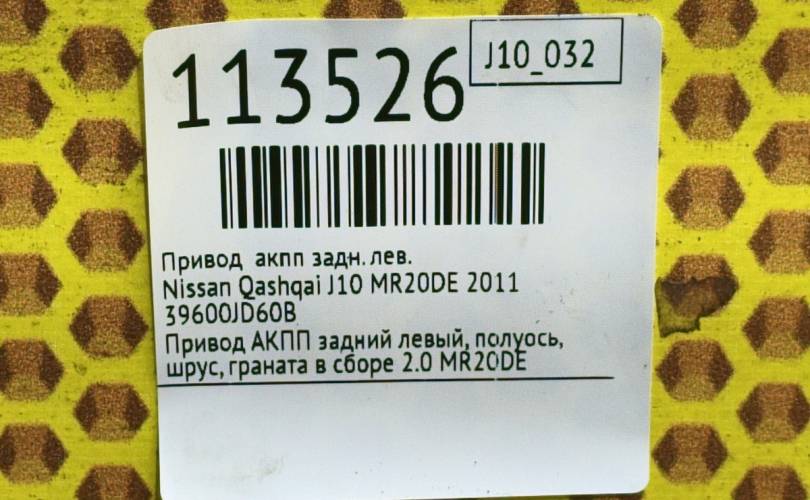 113526
J10_032
Привод акпп задн. лев.
Nissan Qashqai J10 MR20DE 2011
39600JD60B
Привод АКПП задний левый, полуось,
шрус, граната в сборе 2.0 MR20DE